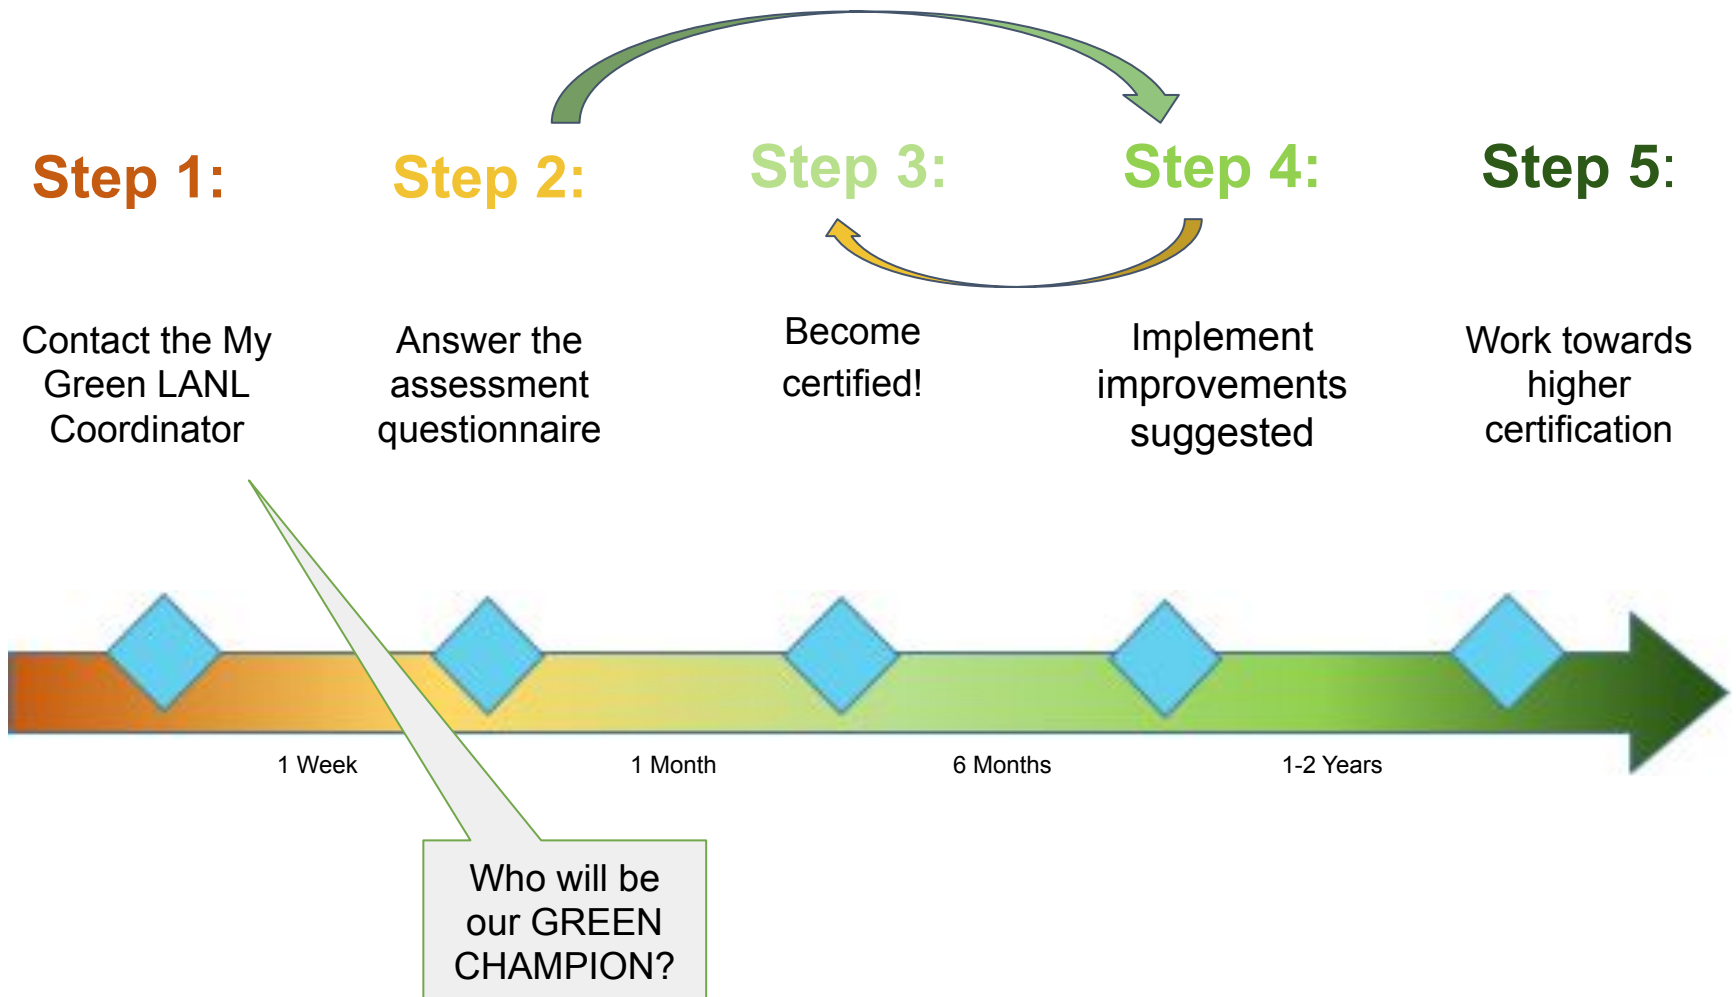 Step 1:
Step 2:
Step 3:
Step 4:
Step 5:
Contact the My
Green LANL
Coordinator
Answer the
assessment
questionnaire
Become
certified!
Implement
improvements
suggested
Work towards
higher
certification
1 Week
1 Month
6 Months
1-2 Years
Who will be
our GREEN
CHAMPION?